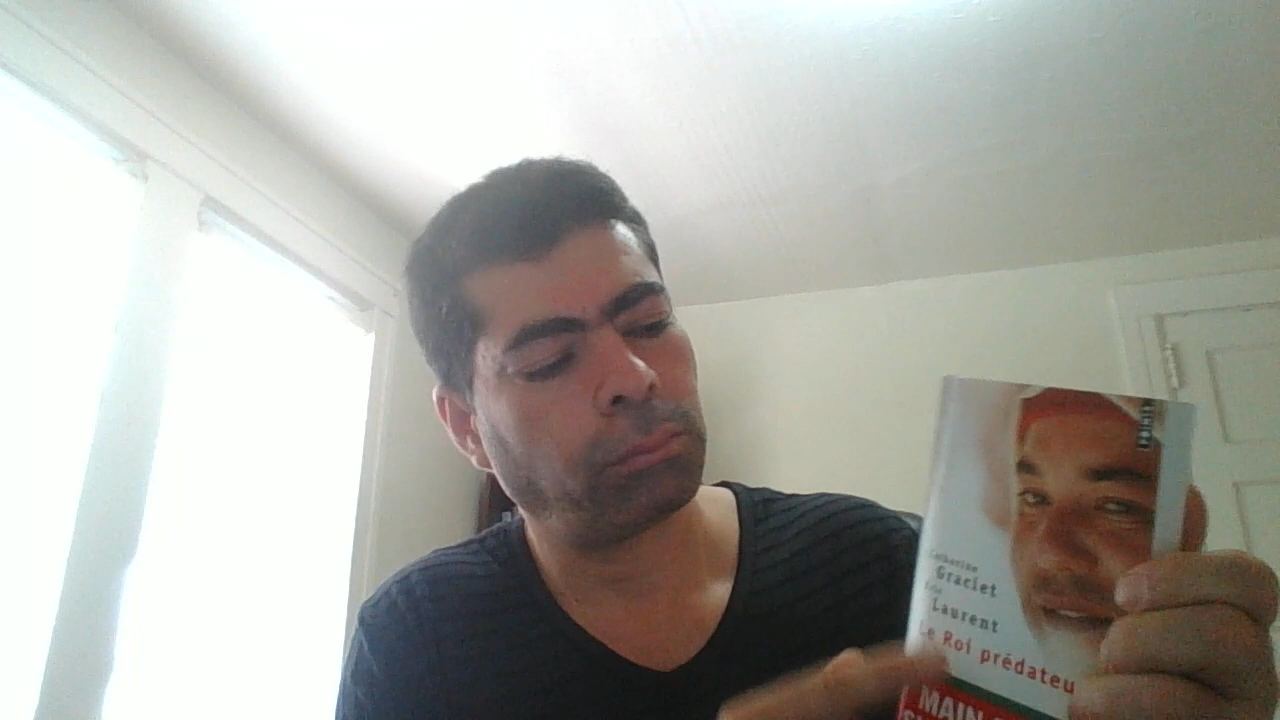 Catherine
Graciet
Laurent
Le Roi prédateu
MAIN